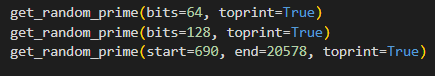 get_random_prime(bits=64, toprint=True)
get_random_prime(bits=128, toprint=True)
get_random_prime(start=690, end=20578, toprint=True)